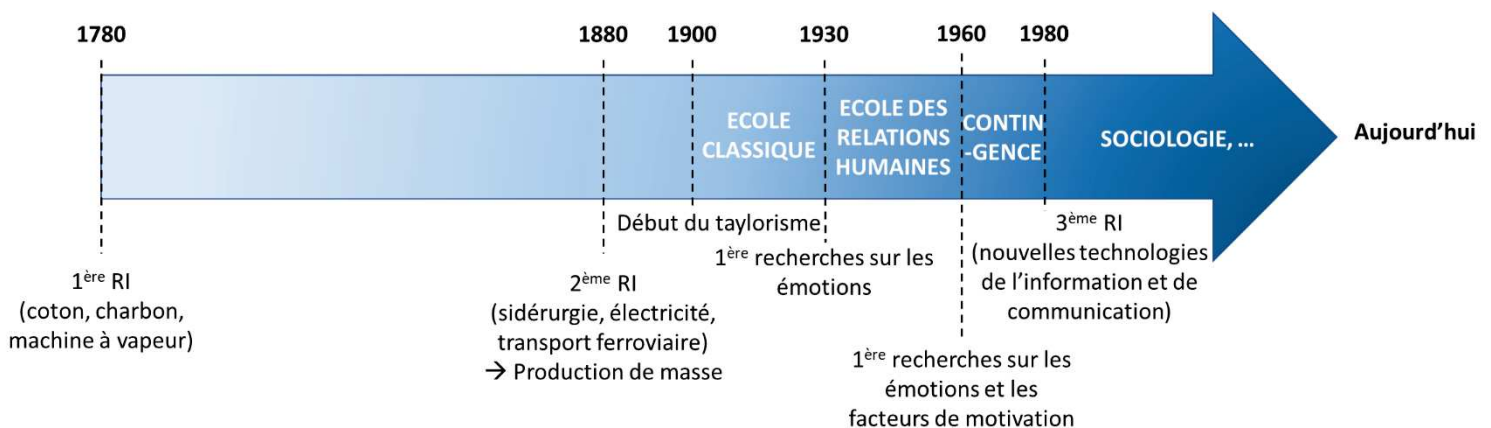 1780
1880
1900
1930
1960
1980
ECOLE
CLASSIQUE
ECOLE DES
RELATIONS
HUMAINES
CONTIN
-GENCE
SOCIOLOGIE, ...
Aujourd’hui
1ère RI
(coton, charbon,
machine à vapeur)
2ème RI
(sidérurgie, électricité,
transport ferroviaire)
→ Production de masse
Début du taylorisme
1ère recherches sur les
émotions
1ère recherches sur les
émotions et les
facteurs de motivation
3ème RI
(nouvelles technologies
de l’information et de
communication)